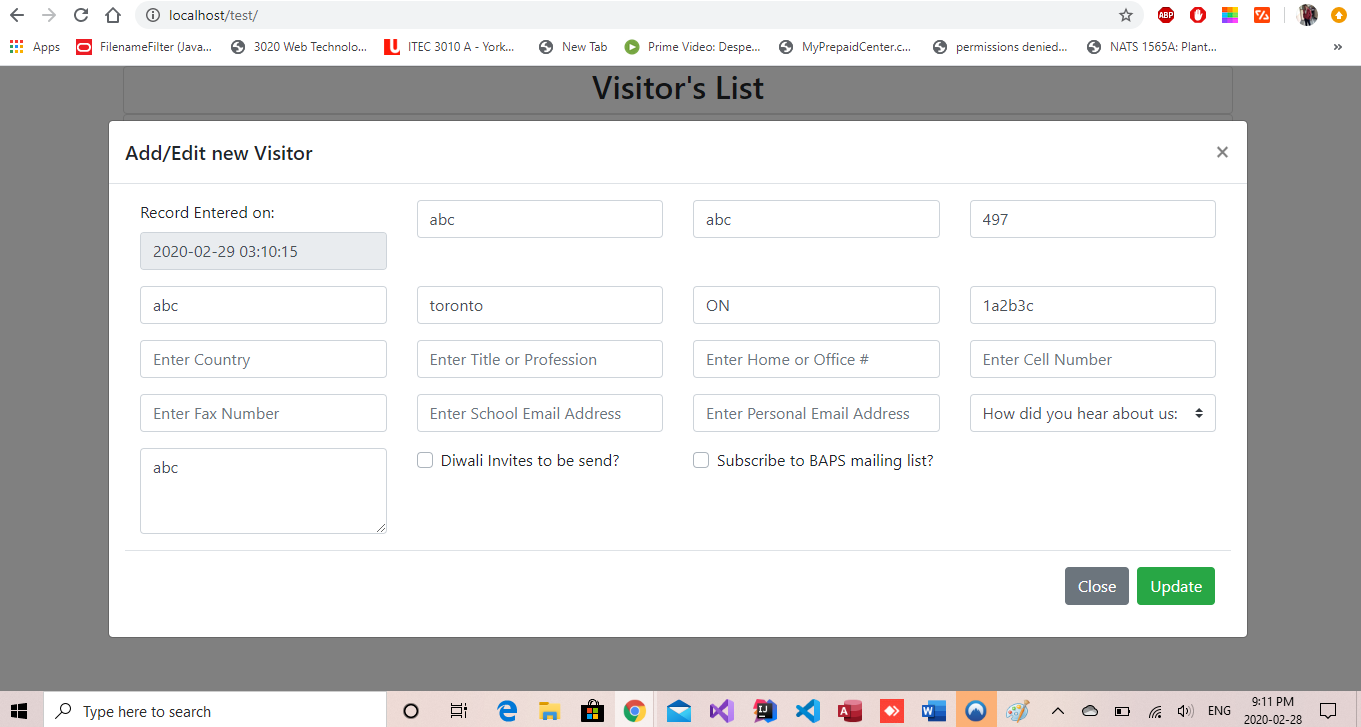 localhost/test/
ABP
Apps FilenameFilter (Java... 3020 Web Technolo... ITEC 3010 A - York... New Tab Prime Video: Despe... MyPrepaidCenter.c... permissions denied... NATS 1565A: Plant... »
Visitor's List
Add/Edit new Visitor ×
Record Entered on:
2020-02-29 03:10:15 abc abc 497
abc toronto ON 1a2b3c
Enter Country Enter Title or Profession Enter Home or Office # Enter Cell Number
Enter Fax Number Enter School Email Address Enter Personal Email Address How did you hear about us:
abc Diwali Invites to be send? Subscribe to BAPS mailing list?
Close Update
Type here to search ENG 9:11 PM
2020-02-28